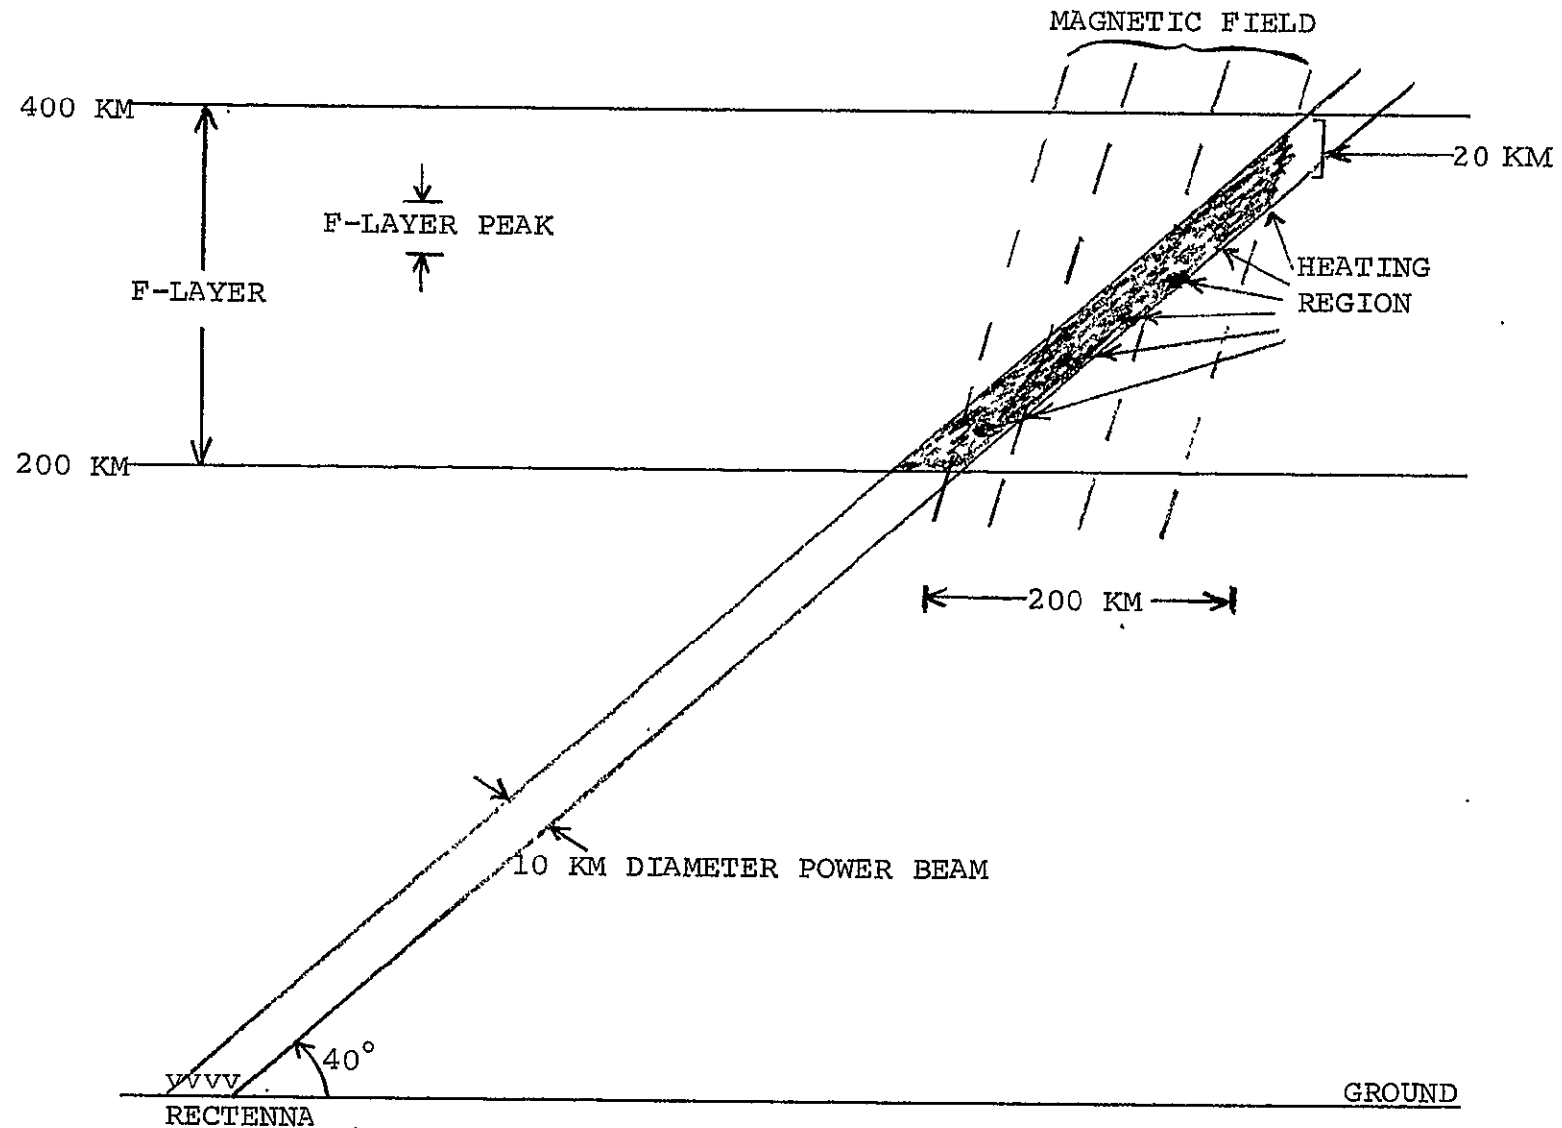 MAGNETIC FIELD
400 KM
20 KM
F-LAYER PEAK
HEATING
REGION
F-LAYER
200 KM
200 KM
10 KM DIAMETER POWER BEAM
40°
VVVV
GROUND
RECTENNA